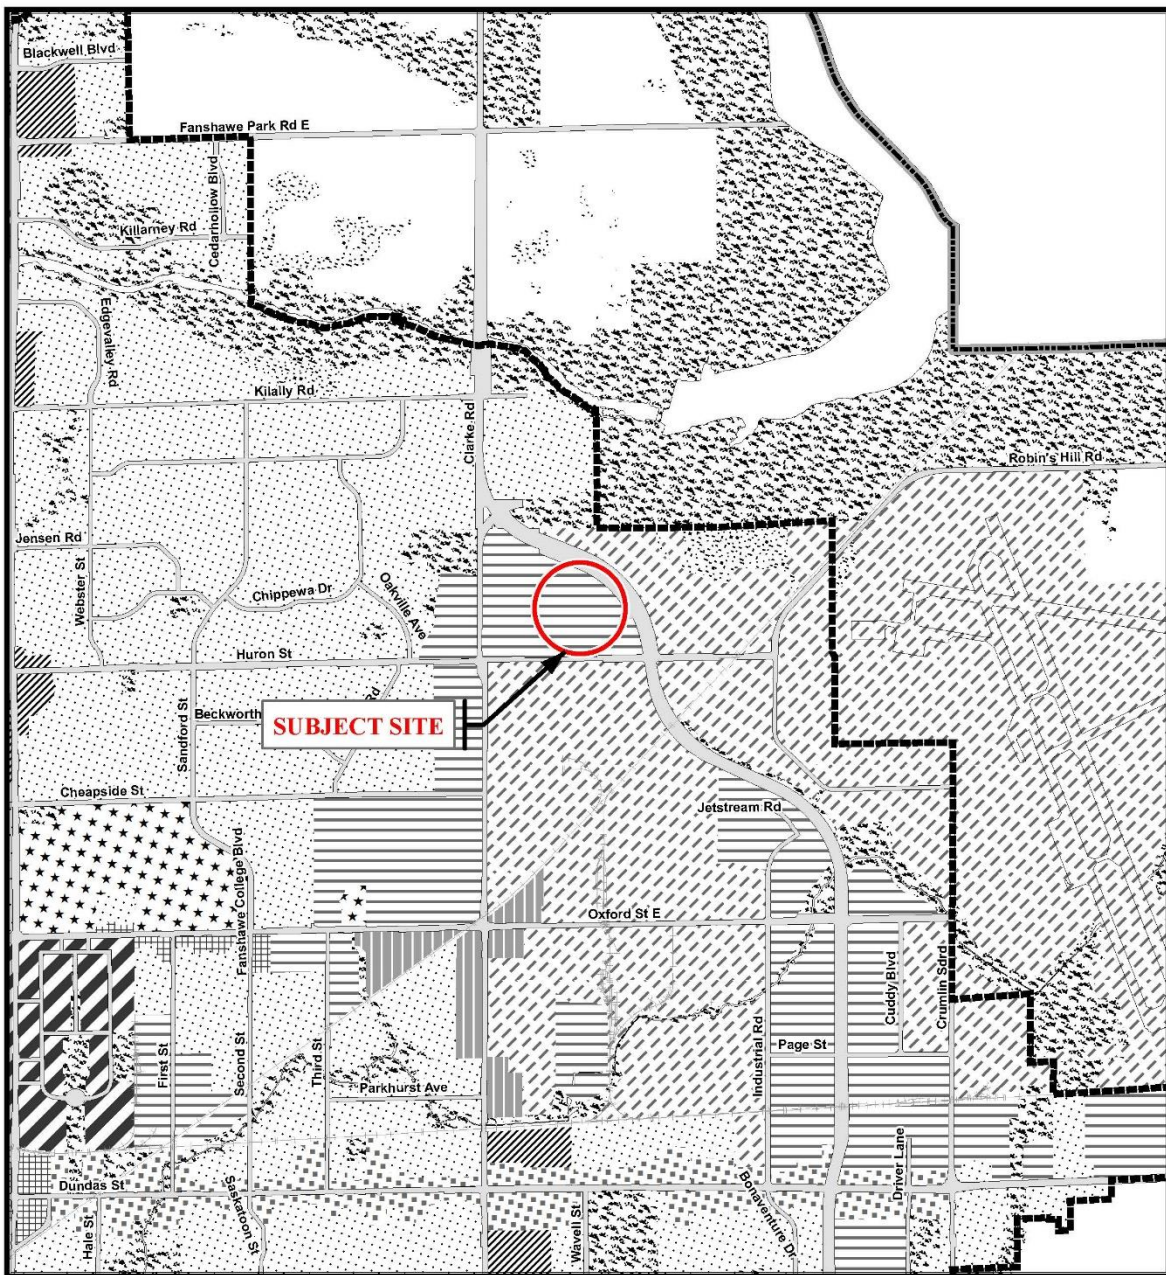 Blackwell Blvd
Fanshawe Park Rd E
Cedarhollow Blvd
Killarney Rd
Edgevalley Rd
Kilally Rd
Clarke Rd
Robin's Hill Rd
Jensen Rd
Webster St
Chippewa Dr
Oakville Ave
Huron St
Sandford St
Beckworth
Rd
SUBJECT SITE
Cheapside St
Jetstream Rd
Fanshawe College Blvd
Oxford St E
Cuddy Blvd
Crumlin Sdrd
First St
Second St
Third St
Industrial Rd
Page St
Parkhurst Ave
Dundas St
Hale St
Saskatoon St
Wavell St
Bonaventure Dr
Driver Lane